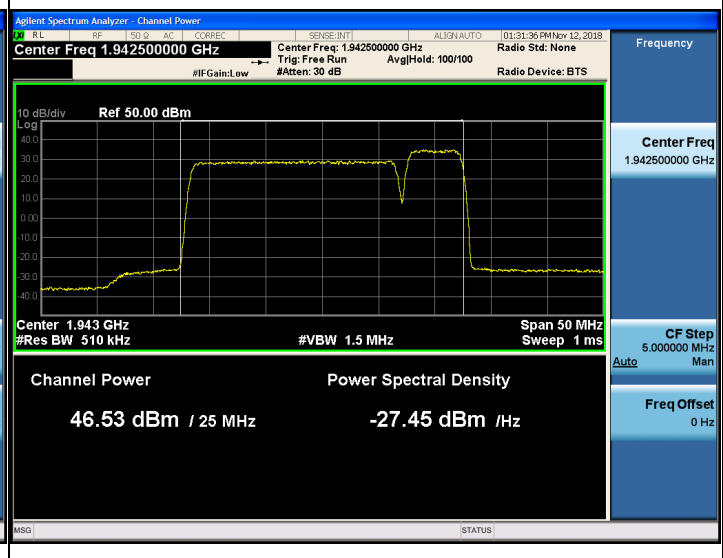 Agilent Spectrum Analyzer - Channel Power
LXI RL RF 50 Ω AC CORREC SENSE:INT ALIGN AUTO 01:31:36 PM Nov 12, 2018
Center Freq 1.942500000 GHz Center Freq: 1.942500000 GHz Radio Std: None
Trig: Free Run Avg|Hold: 100/100
#IFGain:Low #Atten: 30 dB Radio Device: BTS
Frequency
10 dB/div Ref 50.00 dBm
Log
40.0
30.0
20.0
10.0
0.00
-10.0
-20.0
-30.0
-40.0
Center 1.943 GHz Span 50 MHz
#Res BW 510 kHz #VBW 1.5 MHz Sweep 1 ms
Channel Power Power Spectral Density
46.53 dBm / 25 MHz -27.45 dBm /Hz
Center Freq
1.942500000 GHz
CF Step
5.000000 MHz
Auto Man
Freq Offset
0 Hz
MSG STATUS